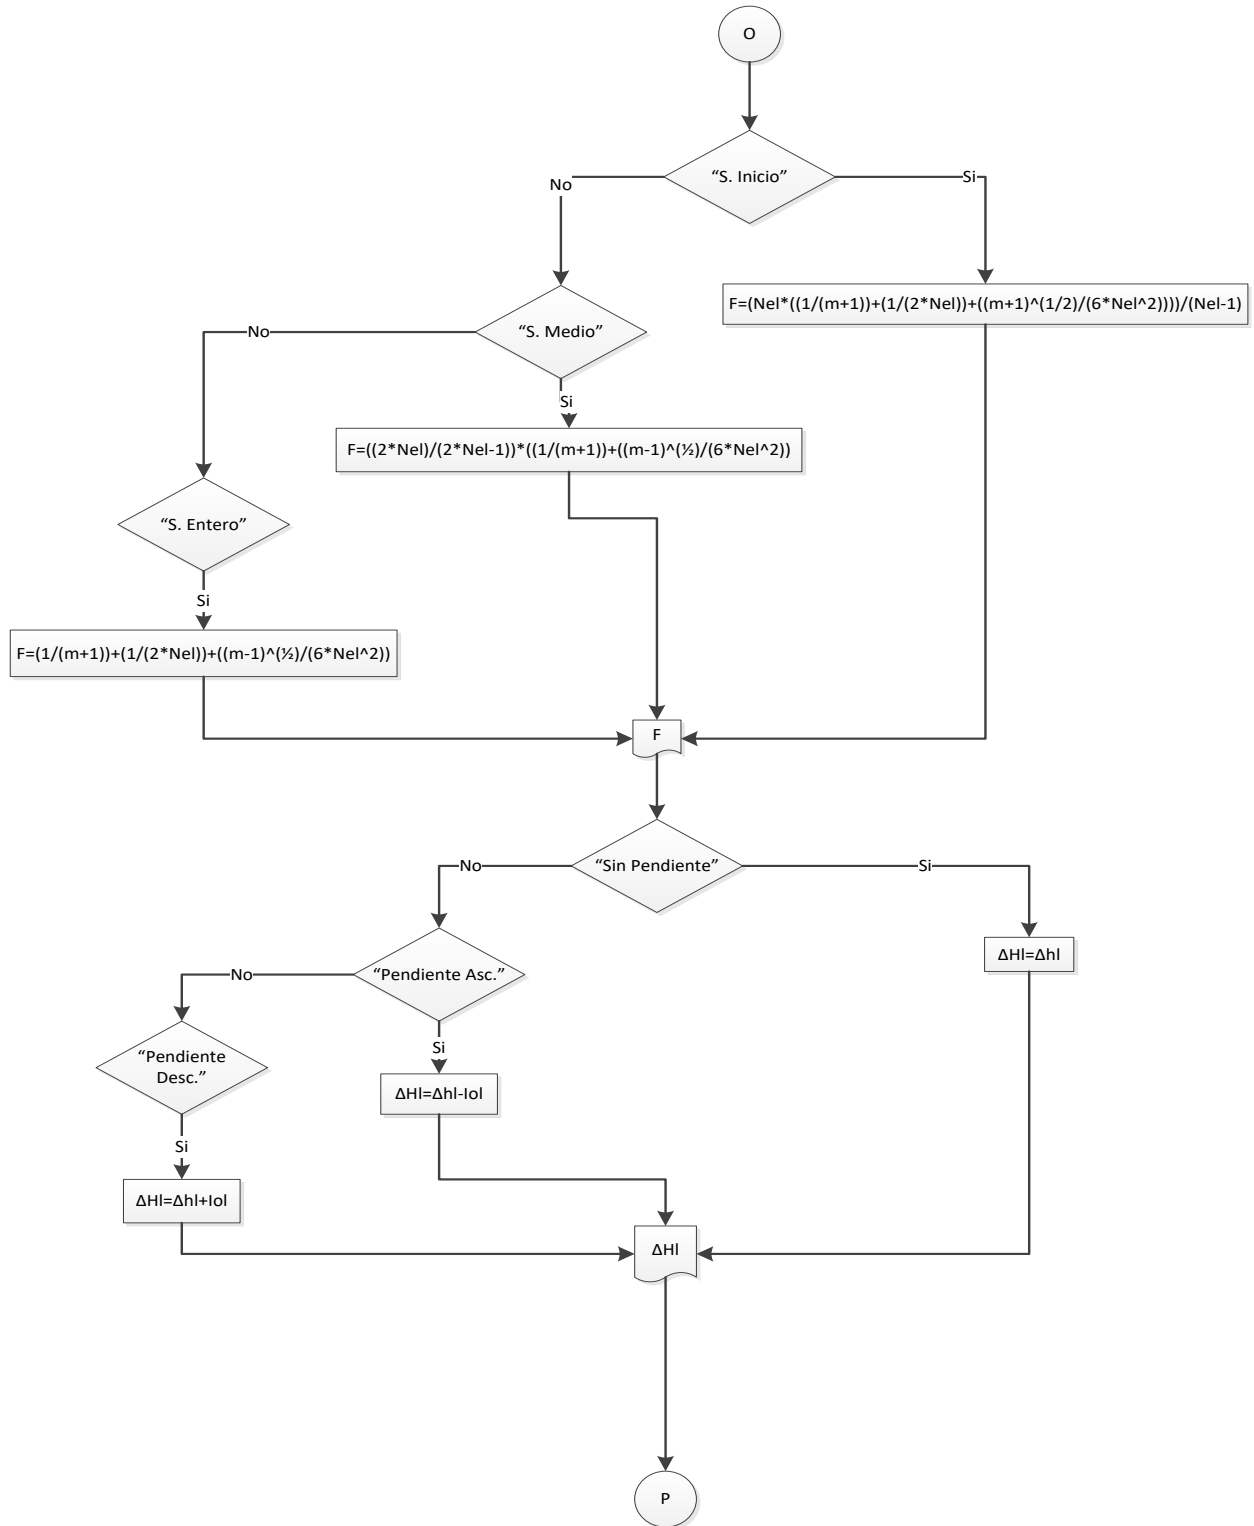 O
“S. Inicio”
No
Si
F=(Nel*((1/(m+1))+(1/(2*Nel))+((m+1)^(1/2)/(6*Nel^2))))/(Nel-1)
“S. Medio”
No
Si
F=((2*Nel)/(2*Nel-1))*((1/(m+1))+((m-1)^(½)/(6*Nel^2))
“S. Entero”
Si
F=(1/(m+1))+(1/(2*Nel))+((m-1)^(½)/(6*Nel^2))
F
“Sin Pendiente”
No
Si
ΔHl=Δhl
“Pendiente Asc.”
No
Si
“Pendiente
Desc.”
ΔHl=Δhl-Iol
Si
ΔHl=Δhl+Iol
ΔHl
P